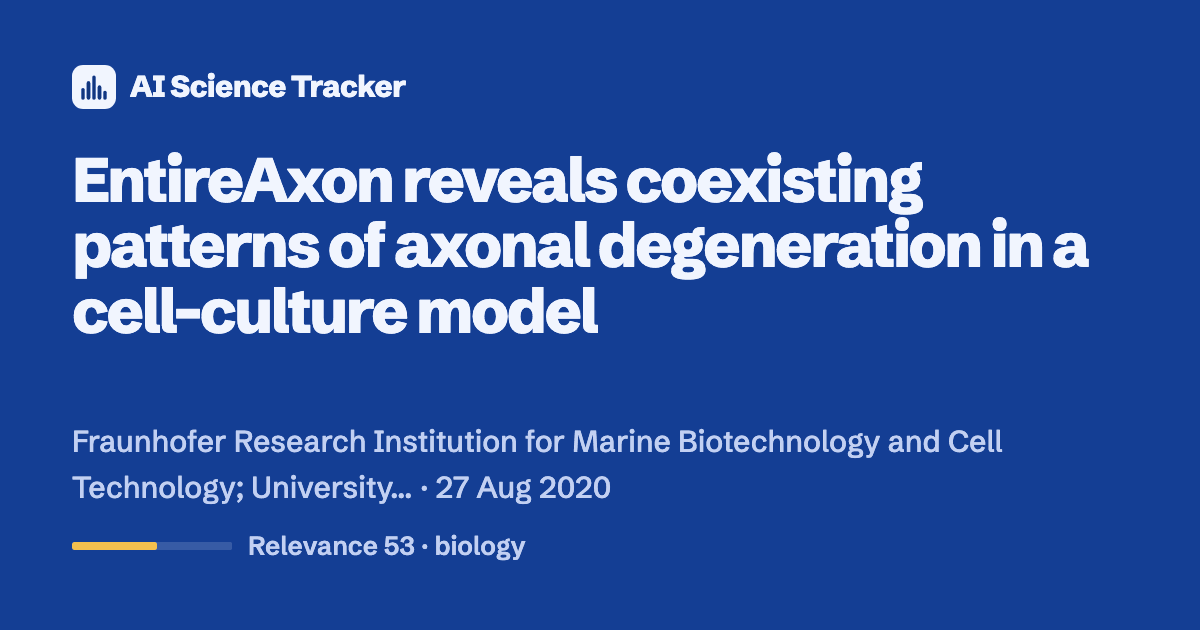 AI Science Tracker
EntireAxon reveals coexisting
patterns of axonal degeneration in a
cell-culture model
Fraunhofer Research Institution for Marine Biotechnology and Cell
Technology; University... · 27 Aug 2020
Relevance 53 · biology